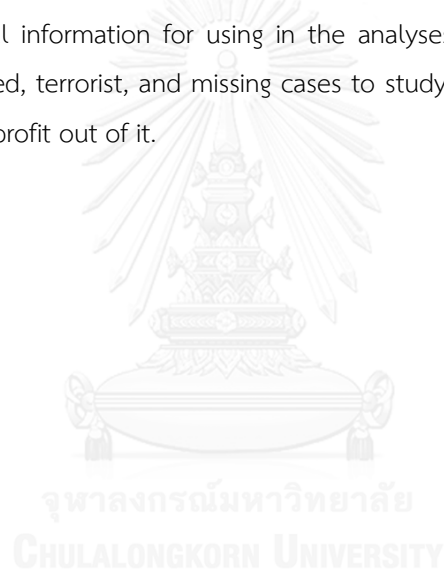 l information for using in the analyses
ed, terrorist, and missing cases to study
profit out of it.
จุฬาลงกรณ์มหาวิทยาลัย
CHULALONGKORN UNIVERSITY